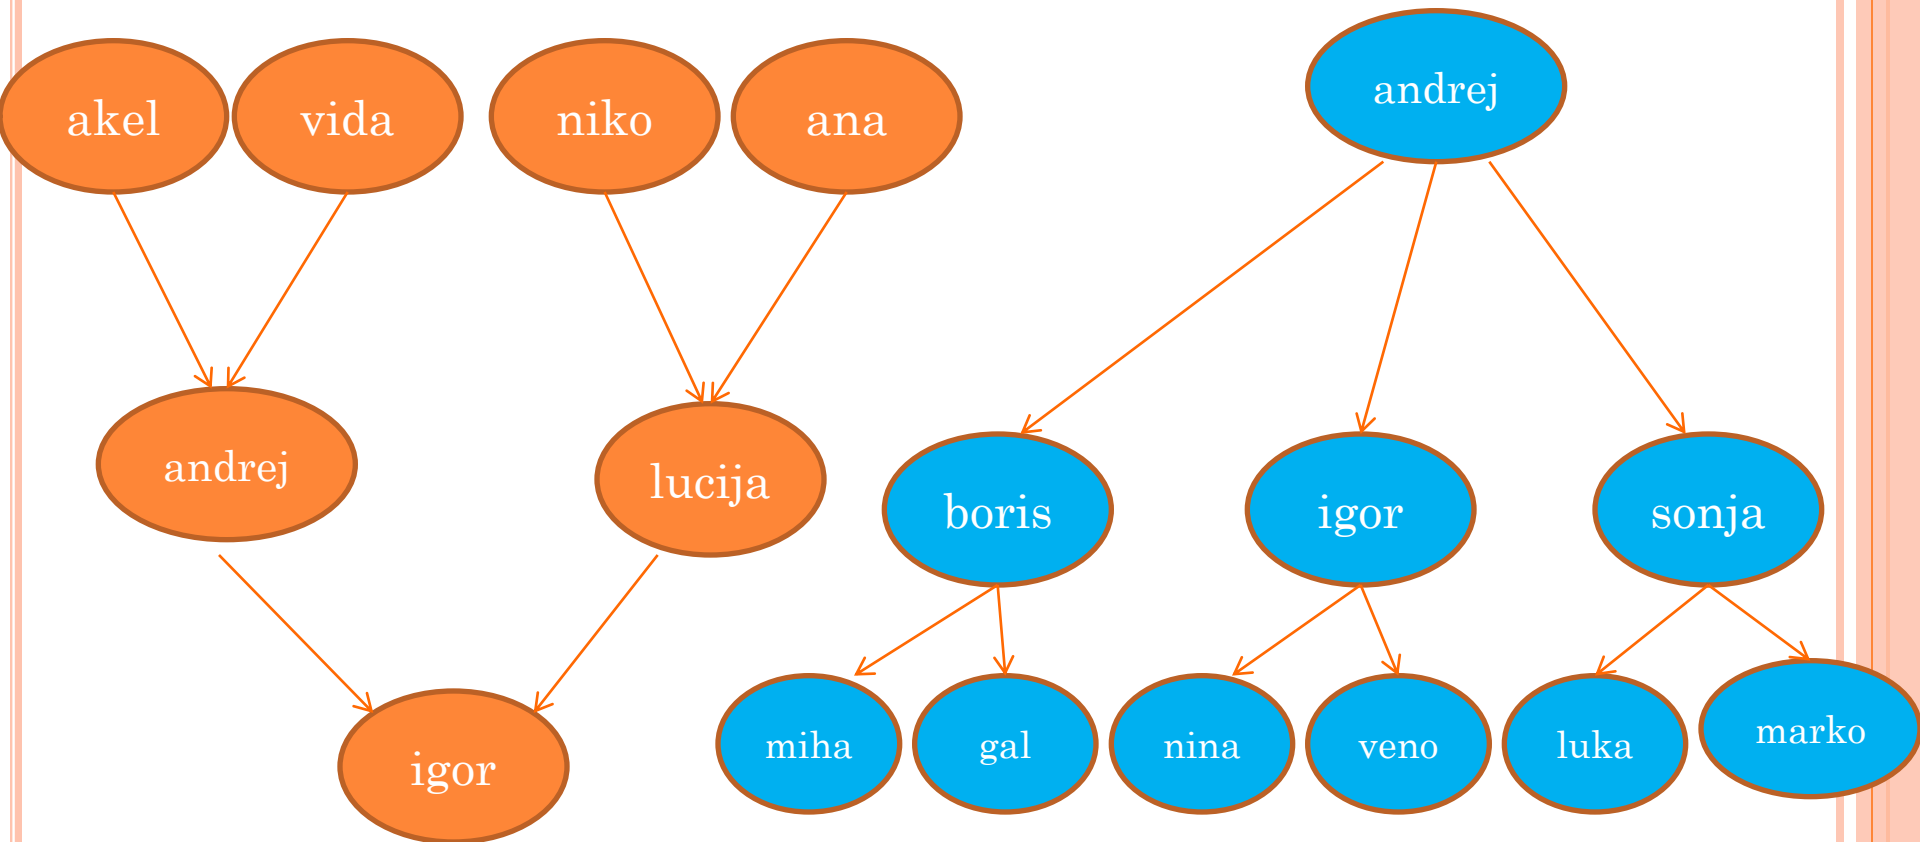 akel
vida
niko
ana
andrej
lucija
igor
andrej
boris
igor
sonja
miha
gal
nina
veno
luka
marko